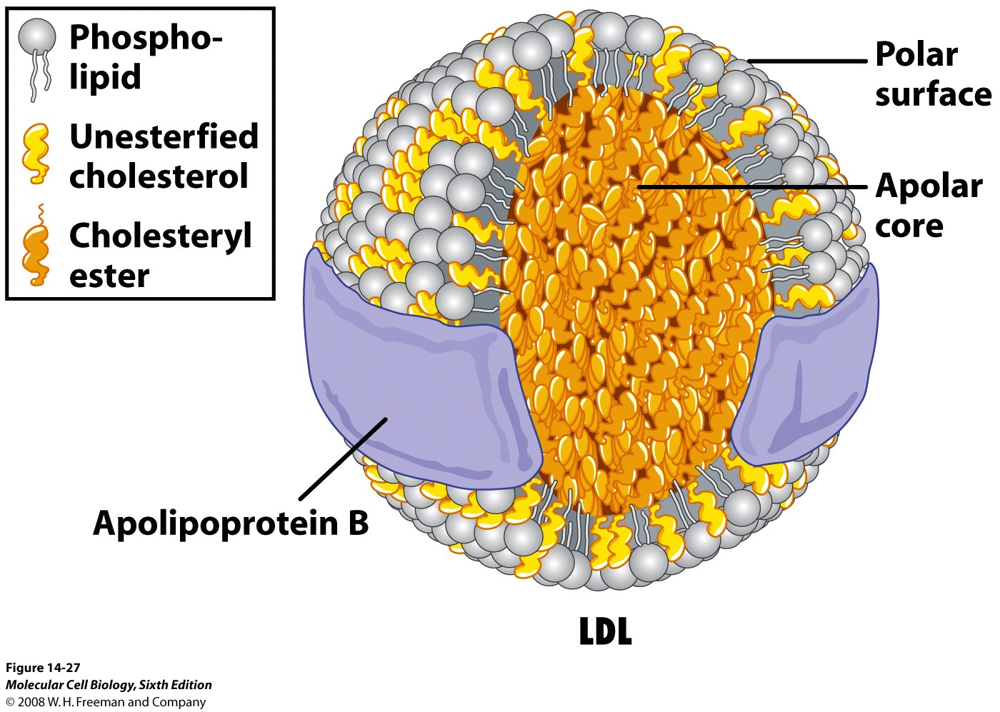 Phospho-
lipid
Unesterfied
cholesterol
Cholesteryl
ester
Polar
surface
Apolar
core
Apolipoprotein B
LDL
Figure 14-27
Molecular Cell Biology, Sixth Edition
© 2008 W. H. Freeman and Company